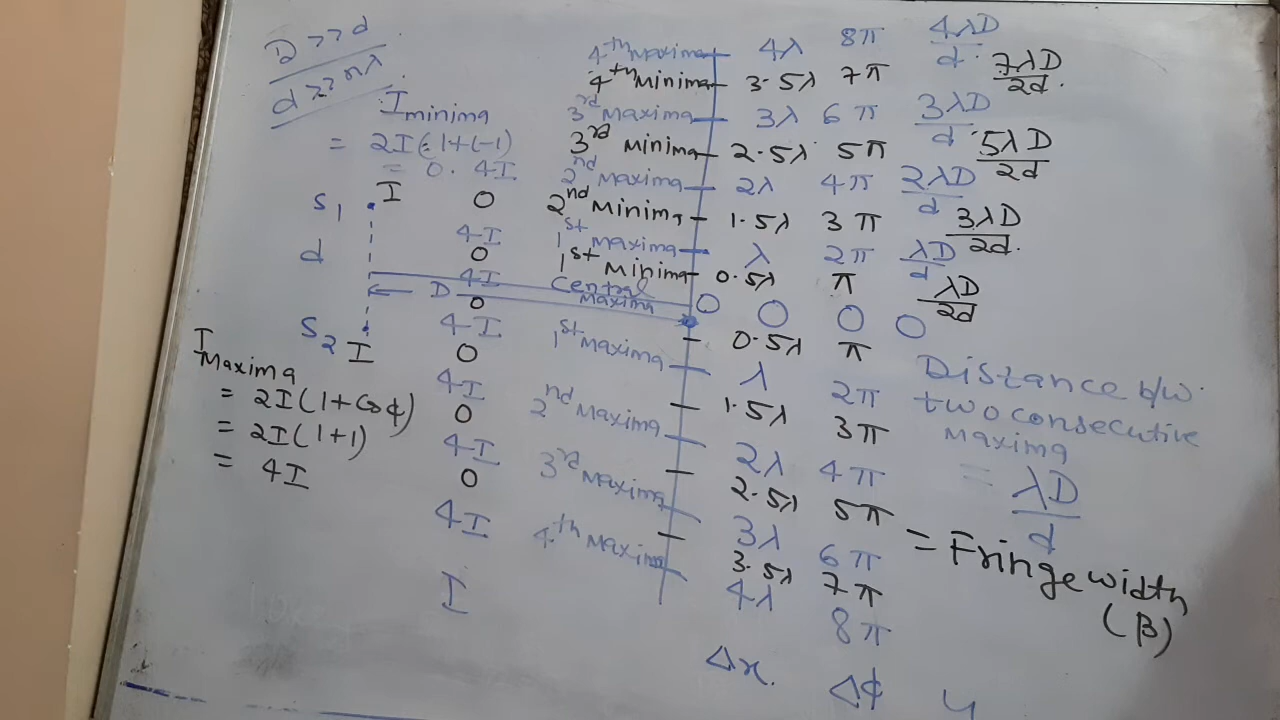 D >> d
d >> nλ
4th Maxima 4λ 8π 4λD/d
4th Minima 3.5λ 7π 7λD/2d.
I minima
3rd Maxima 3λ 6π 3λD/d
= 2I(1+(-1)
3rd Minima 2.5λ 5π 5λD/2d
= 0. 4I
2nd Maxima 2λ 4π 2λD/d
S1 I 0 2nd Minima 1.5λ 3π 3λD/2d.
4I 1st Maxima λ 2π λD/d
d 0 1st Minima 0.5λ π λD/2d
4I Central Maxima 0 0 0 0
D 0
S2 I 4I 0.5λ π
0 1st Maxima λ 2π
4I 1.5λ 3π
0 2nd Maxima 2λ 4π
4I 2.5λ 5π
0 3rd Maxima 3λ 6π
4I 3.5λ 7π
4th Maxima 4λ 8π
I Δx. Δϕ y
I Maxima
= 2I(1+Cosϕ)
= 2I(1+1)
= 4I
Distance b/w.
two consecutive
Maxima
= λD/d
= Fringe width
(β)